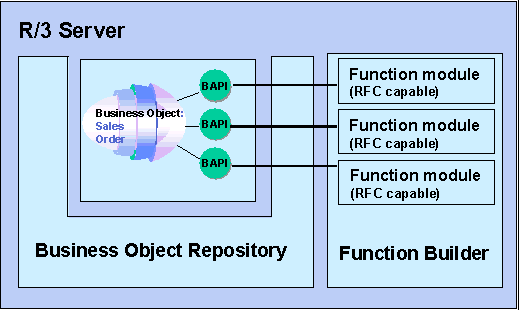 R/3 Server
BAPI
Business Object:
Sales
Order
BAPI
BAPI
Function module
(RFC capable)
Function module
(RFC capable)
Function module
(RFC capable)
Business Object Repository
Function Builder